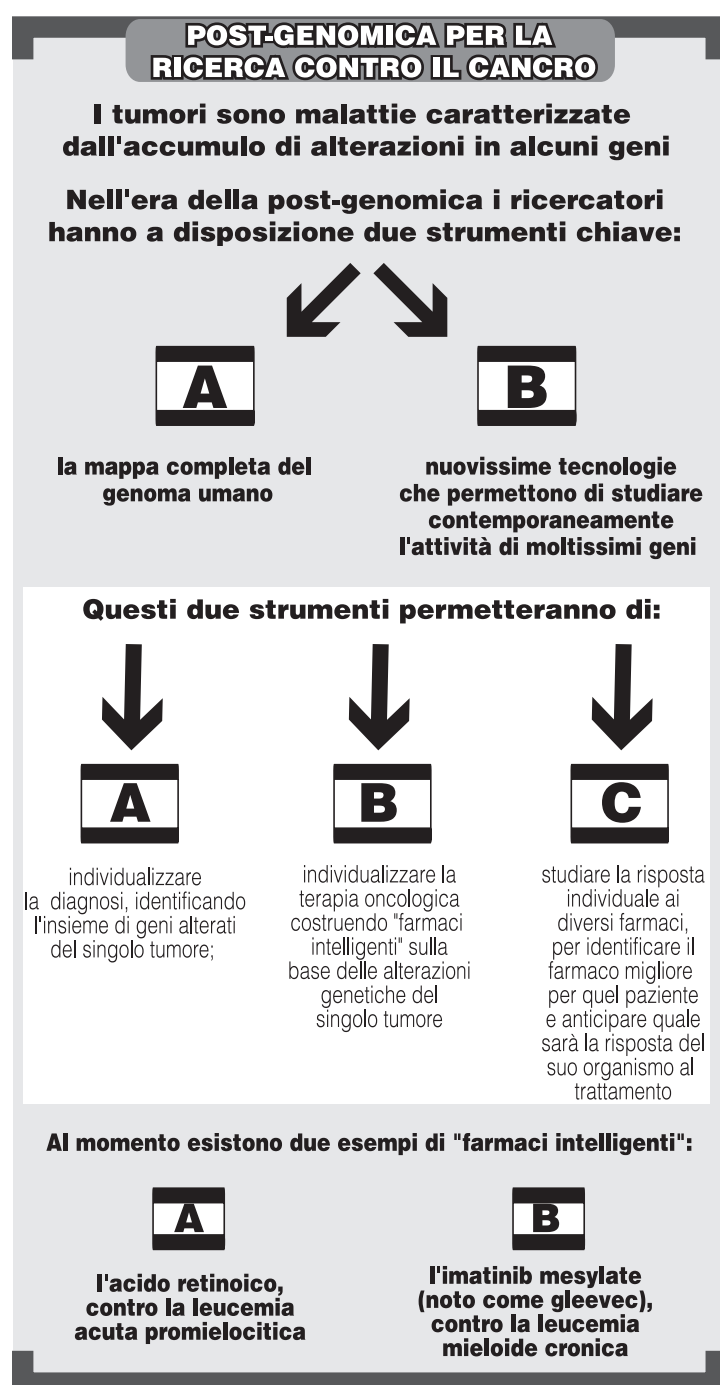 POST-GENOMICA PER LA
RICERCA CONTRO IL CANCRO
I tumori sono malattie caratterizzate
dall'accumulo di alterazioni in alcuni geni
Nell'era della post-genomica i ricercatori
hanno a disposizione due strumenti chiave:
A
la mappa completa del
genoma umano
B
nuovissime tecnologie
che permettono di studiare
contemporaneamente
l'attività di moltissimi geni
Questi due strumenti permetteranno di:
A
individualizzare
la diagnosi, identificando
l'insieme di geni alterati
del singolo tumore;
B
individualizzare la
terapia oncologica
costruendo "farmaci
intelligenti" sulla
base delle alterazioni
genetiche del
singolo tumore
C
studiare la risposta
individuale ai
diversi farmaci,
per identificare il
farmaco migliore
per quel paziente
e anticipare quale
sarà la risposta del
suo organismo al
trattamento
Al momento esistono due esempi di "farmaci intelligenti":
A
l'acido retinoico,
contro la leucemia
acuta promielocitica
B
l'imatinib mesylate
(noto come gleevec),
contro la leucemia
mieloide cronica